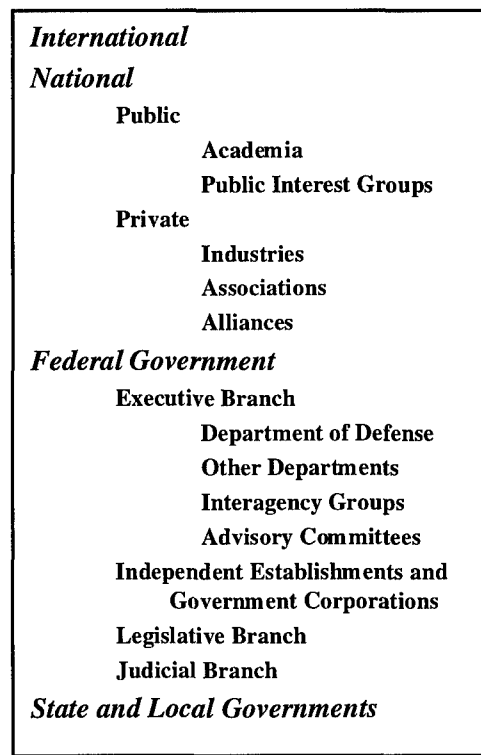 International
National
Public
Academia
Public Interest Groups
Private
Industries
Associations
Alliances
Federal Government
Executive Branch
Department of Defense
Other Departments
Interagency Groups
Advisory Committees
Independent Establishments and
Government Corporations
Legislative Branch
Judicial Branch
State and Local Governments